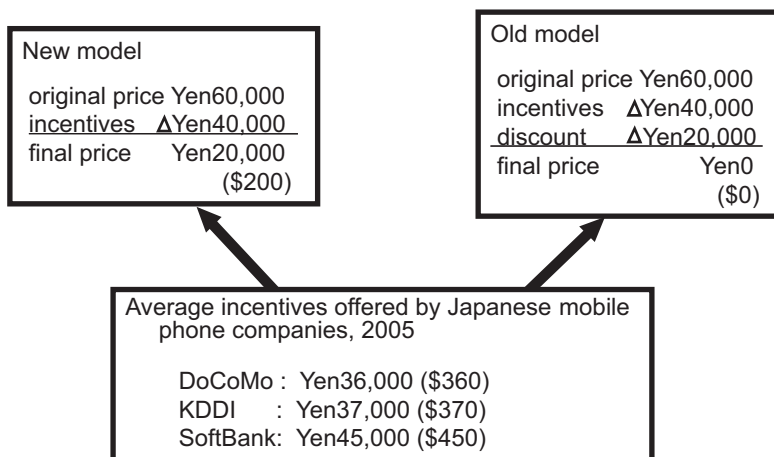 New model
original price Yen60,000
incentives ΔYen40,000
final price Yen20,000
($200)
Old model
original price Yen60,000
incentives ΔYen40,000
discount ΔYen20,000
final price Yen0
($0)
Average incentives offered by Japanese mobile
phone companies, 2005
DoCoMo : Yen36,000 ($360)
KDDI : Yen37,000 ($370)
SoftBank: Yen45,000 ($450)